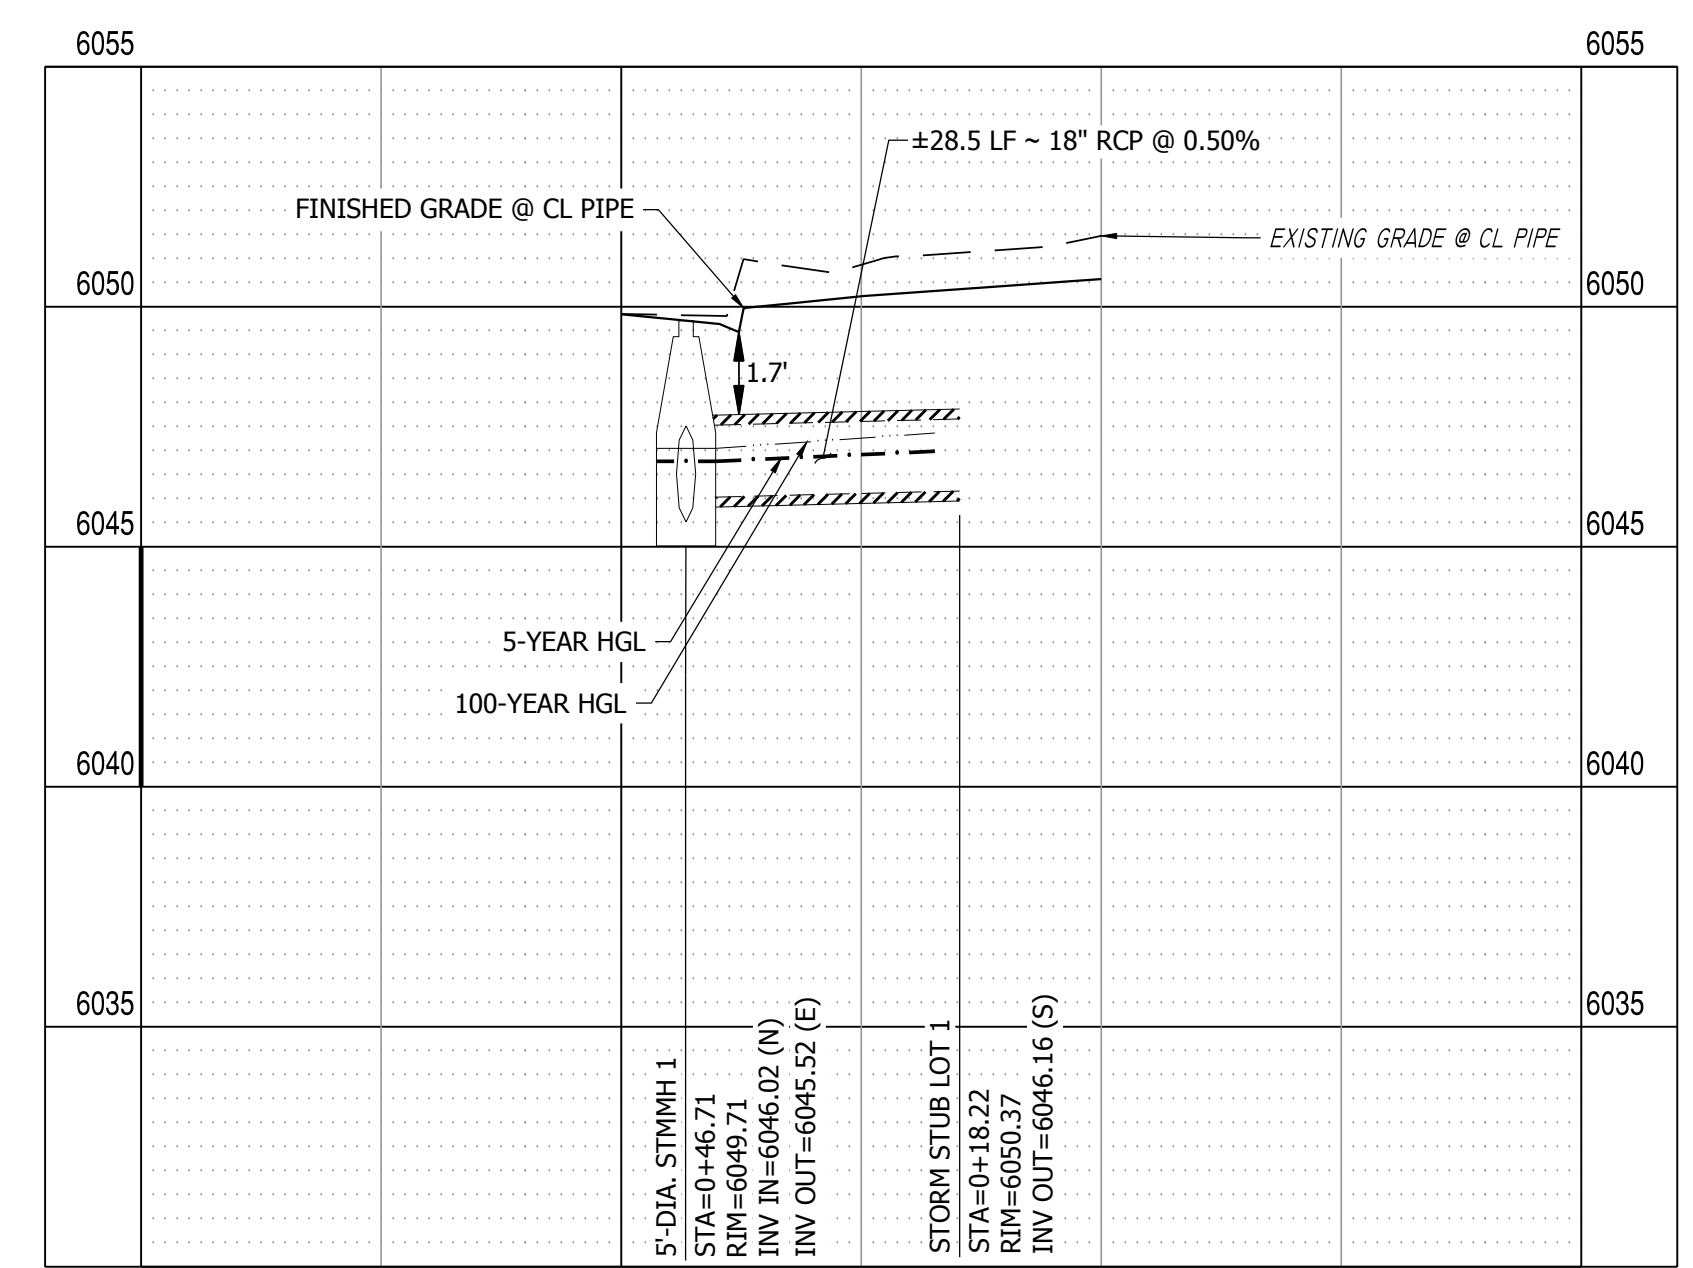 6055 6055
±28.5 LF ~ 18" RCP @ 0.50%
FINISHED GRADE @ CL PIPE
EXISTING GRADE @ CL PIPE
6050 6050
1.7'
6045 6045
5-YEAR HGL
100-YEAR HGL
6040 6040
6035 6035
5'-DIA. STMMH 1
STA=0+46.71
RIM=6049.71
INV IN=6046.02 (N)
INV OUT=6045.52 (E)
STORM STUB LOT 1
STA=0+18.22
RIM=6050.37
INV OUT=6046.16 (S)